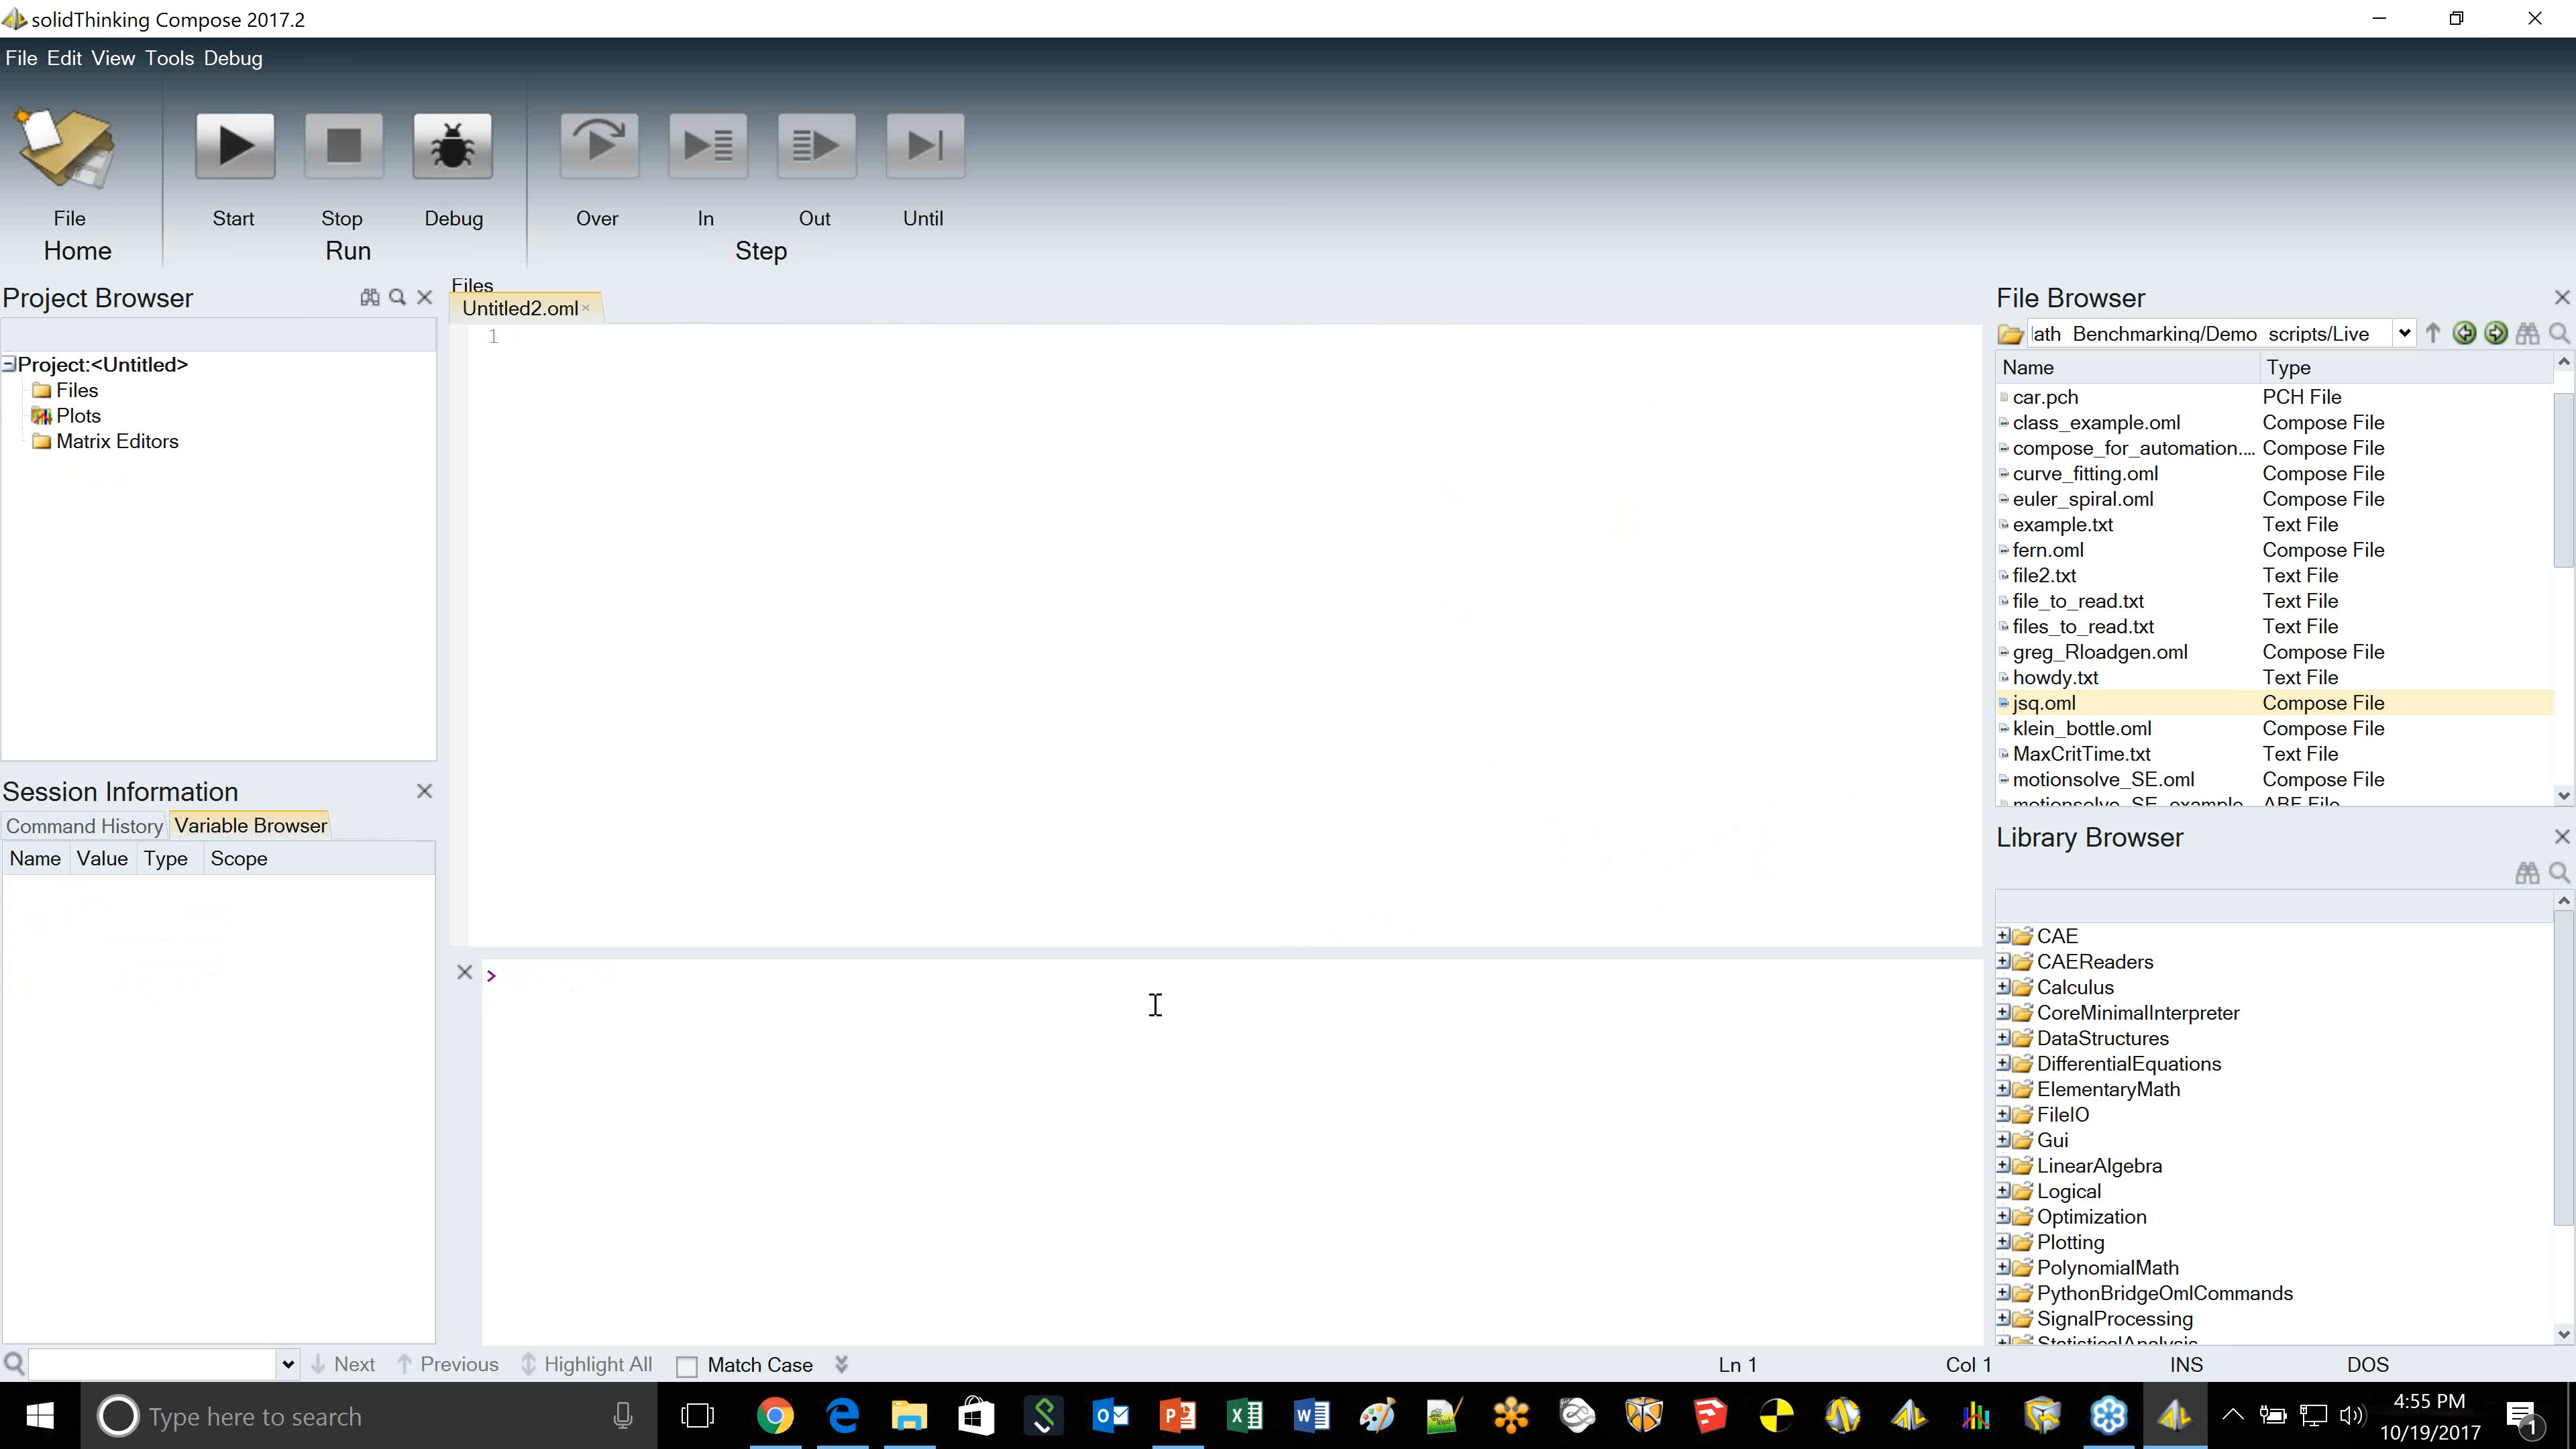 solidThinking Compose 2017.2
File Edit View Tools Debug
File Start Stop Debug Over In Out Until
Home Run Step
Project Browser
Project:<Untitled>
Files
Plots
Matrix Editors
Session Information
Command History Variable Browser
Name Value Type Scope
Files
Untitled2.oml
1
>
File Browser
ath_Benchmarking/Demo_scripts/Live
Name Type
car.pch PCH File
class_example.oml Compose File
compose_for_automation.... Compose File
curve_fitting.oml Compose File
euler_spiral.oml Compose File
example.txt Text File
fern.oml Compose File
file2.txt Text File
file_to_read.txt Text File
files_to_read.txt Text File
greg_Rloadgen.oml Compose File
howdy.txt Text File
jsq.oml Compose File
klein_bottle.oml Compose File
MaxCritTime.txt Text File
motionsolve_SE.oml Compose File
motionsolve_SE_example ABF File
Library Browser
CAE
CAEReaders
Calculus
CoreMinimalInterpreter
DataStructures
DifferentialEquations
ElementaryMath
FileIO
Gui
LinearAlgebra
Logical
Optimization
Plotting
PolynomialMath
PythonBridgeOmlCommands
SignalProcessing
StatisticalAnalysis
Next Previous Highlight All Match Case Ln 1 Col 1 INS DOS
Type here to search
4:55 PM
10/19/2017
1